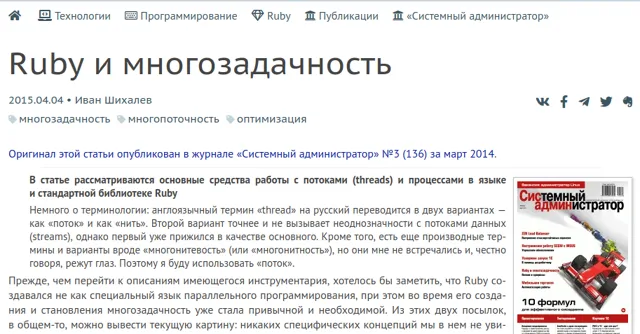 Технологии Программирование Ruby Публикации «Системный администратор»
Ruby и многозадачность
2015.04.04 • Иван Шихалев
многозадачность многопоточность оптимизация
Оригинал этой статьи опубликован в журнале «Системный администратор» №3 (136) за март 2014.
В статье рассматриваются основные средства работы с потоками (threads) и процессами в языке
и стандартной библиотеке Ruby
Немного о терминологии: англоязычный термин «thread» на русский переводится в двух вариантах —
как «поток» и как «нить». Второй вариант точнее и не вызывает неоднозначности с потоками данных
(streams), однако первый уже прижился в качестве основного. Кроме того, есть еще производные тер-
мины и варианты вроде «многонитевость» (или «многонитность»), но они мне не встречались и, честно
говоря, режут глаз. Поэтому я буду использовать «поток».
Прежде, чем перейти к описаниям имеющегося инструментария, хотелось бы заметить, что Ruby со-
здавался не как специальный язык параллельного программирования, при этом во время его созда-
ния и становления многозадачность уже стала привычной и необходимой. Из этих двух посылок,
в общем-то, можно вывести текущую картину: никаких специфических концепций мы в нем не уви-
Системный
администратор
10 формул